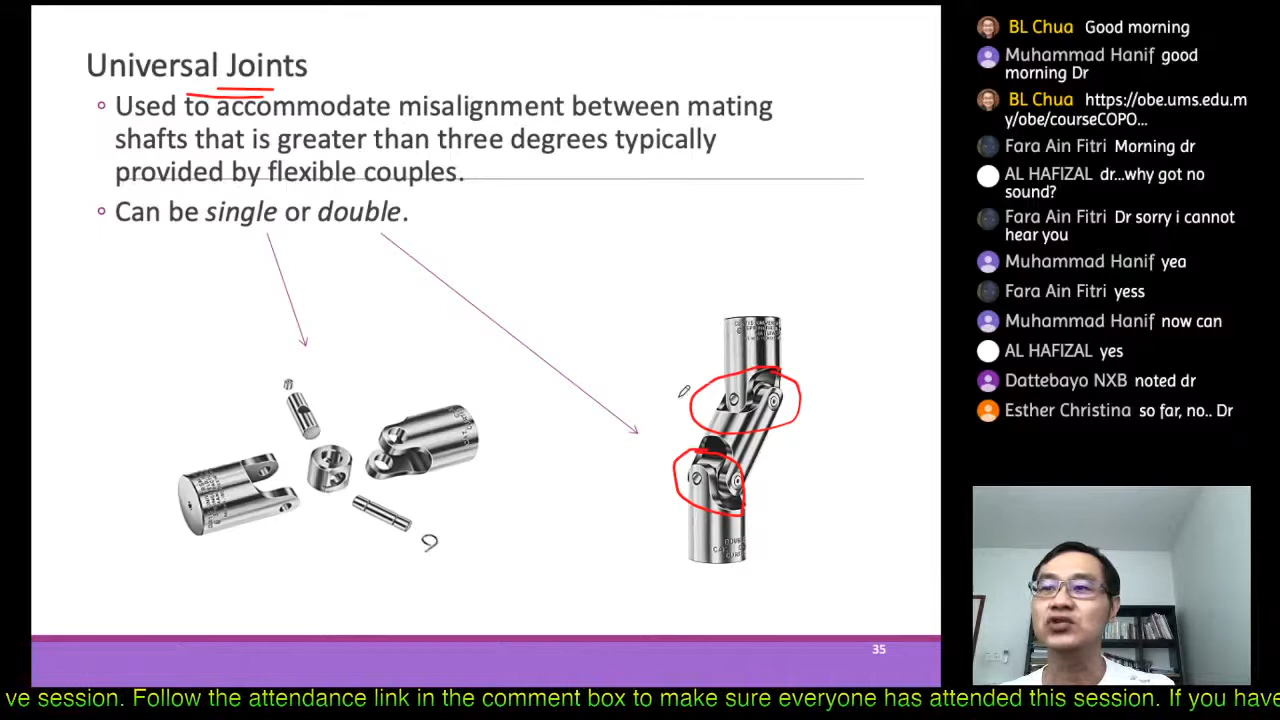 Universal Joints
Used to accommodate misalignment between mating
shafts that is greater than three degrees typically
provided by flexible couples.
Can be single or double.
35
BL Chua Good morning
Muhammad Hanif good
morning Dr
BL Chua https://obe.ums.edu.m
y/obe/courseCOPO...
Fara Ain Fitri Morning dr
AL HAFIZAL dr...why got no
sound?
Fara Ain Fitri Dr sorry i cannot
hear you
Muhammad Hanif yea
Fara Ain Fitri yess
Muhammad Hanif now can
AL HAFIZAL yes
Dattebayo NXB noted dr
Esther Christina so far, no.. Dr
ve session. Follow the attendance link in the comment box to make sure everyone has attended this session. If you have